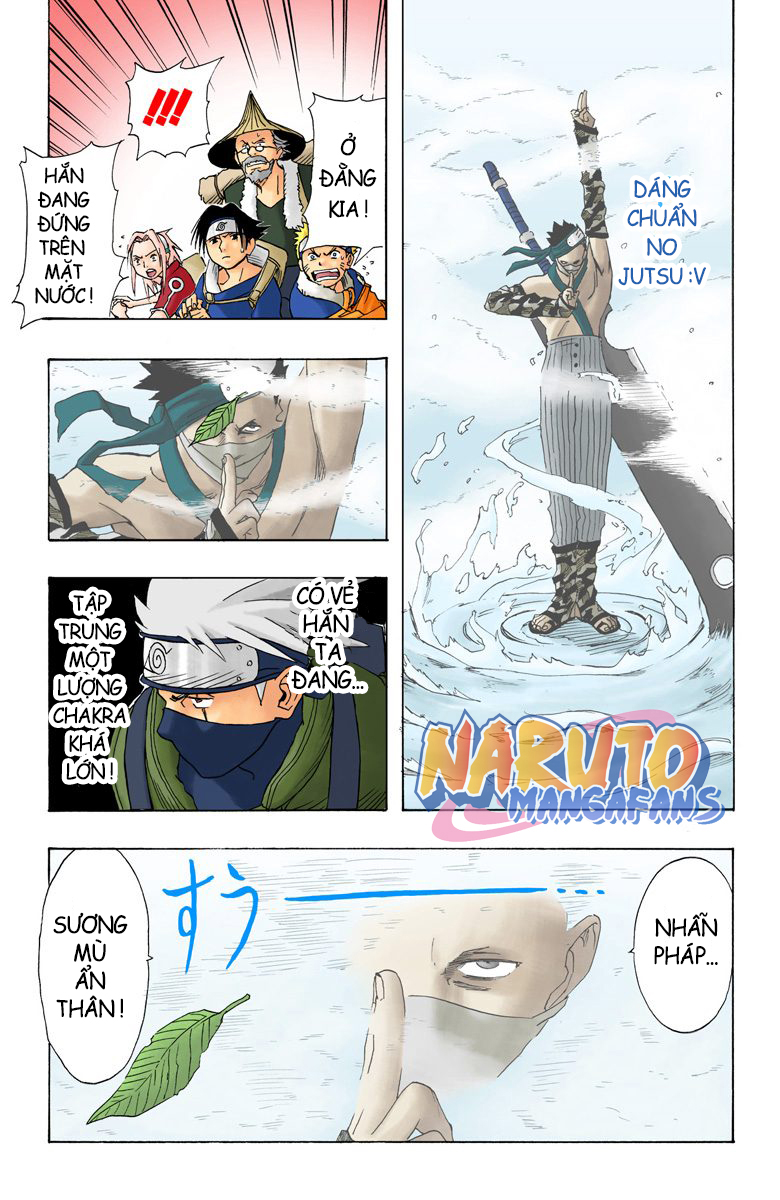 DÁNG
CHUẨN
NO
JUTSU :V
Ở
ĐẰNG
KIA !
!!!
HẮN
ĐANG
ĐỨNG
TRÊN
MẶT
NƯỚC !
CÓ VẺ
HẮN
TA
ĐANG...
TẬP
TRUNG
MỘT
LƯỢNG
CHAKRA
KHÁ
LỚN !
NARUTO
MANGAFANS
NHẪN
PHÁP...
すうー...
SƯƠNG
MÙ
ẨN
THÂN !